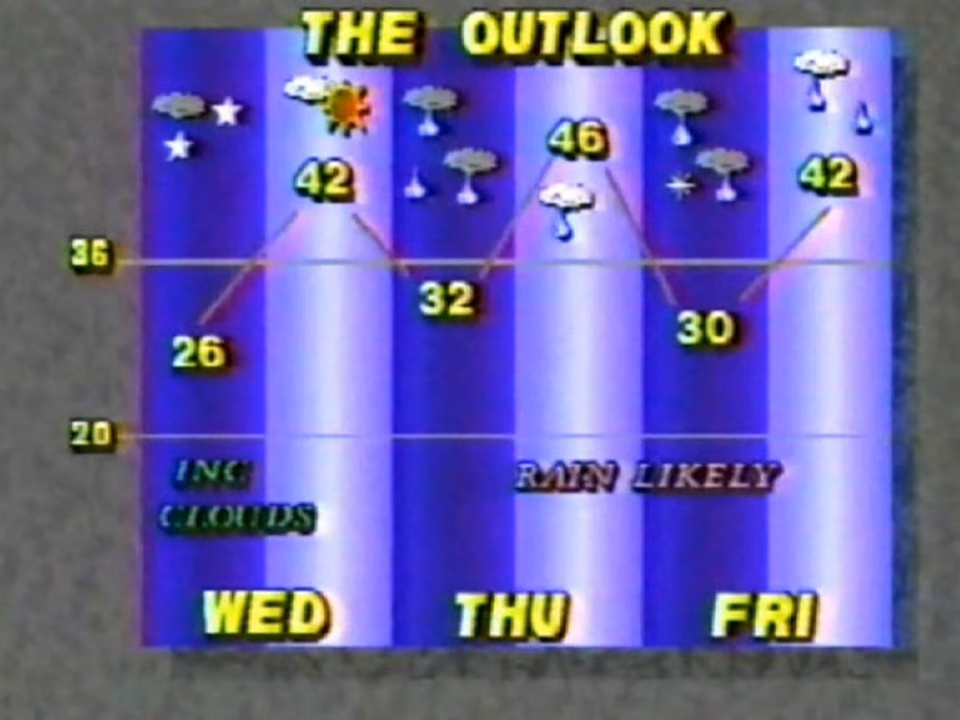 THE OUTLOOK
46
42
42
36
32
30
26
20
INC
CLOUDS
RAIN LIKELY
WED THU FRI